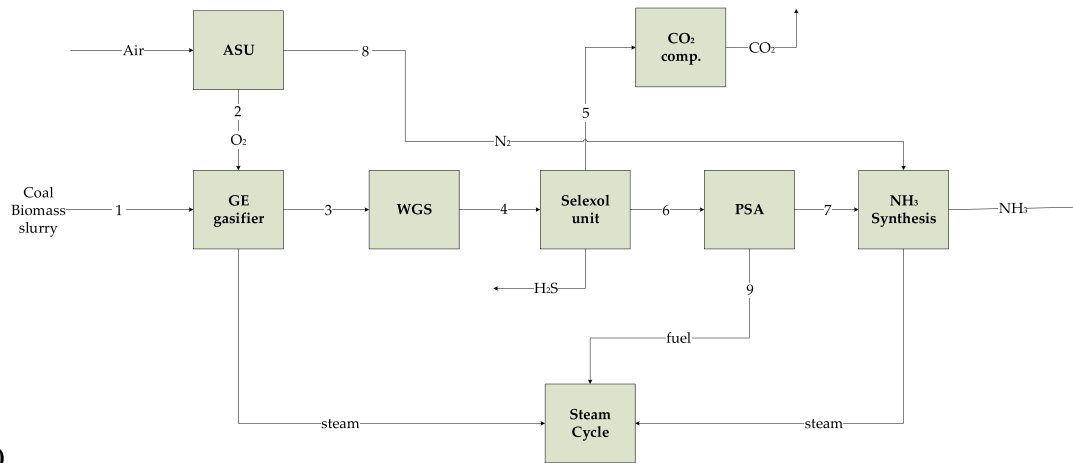 Air
ASU
8
CO₂
comp.
CO₂
2
O₂
5
N₂
Coal
Biomass
slurry
1
GE
gasifier
3
WGS
4
Selexol
unit
6
PSA
7
NH₃
Synthesis
NH₃
H₂S
9
fuel
Steam
Cycle
steam
steam
)